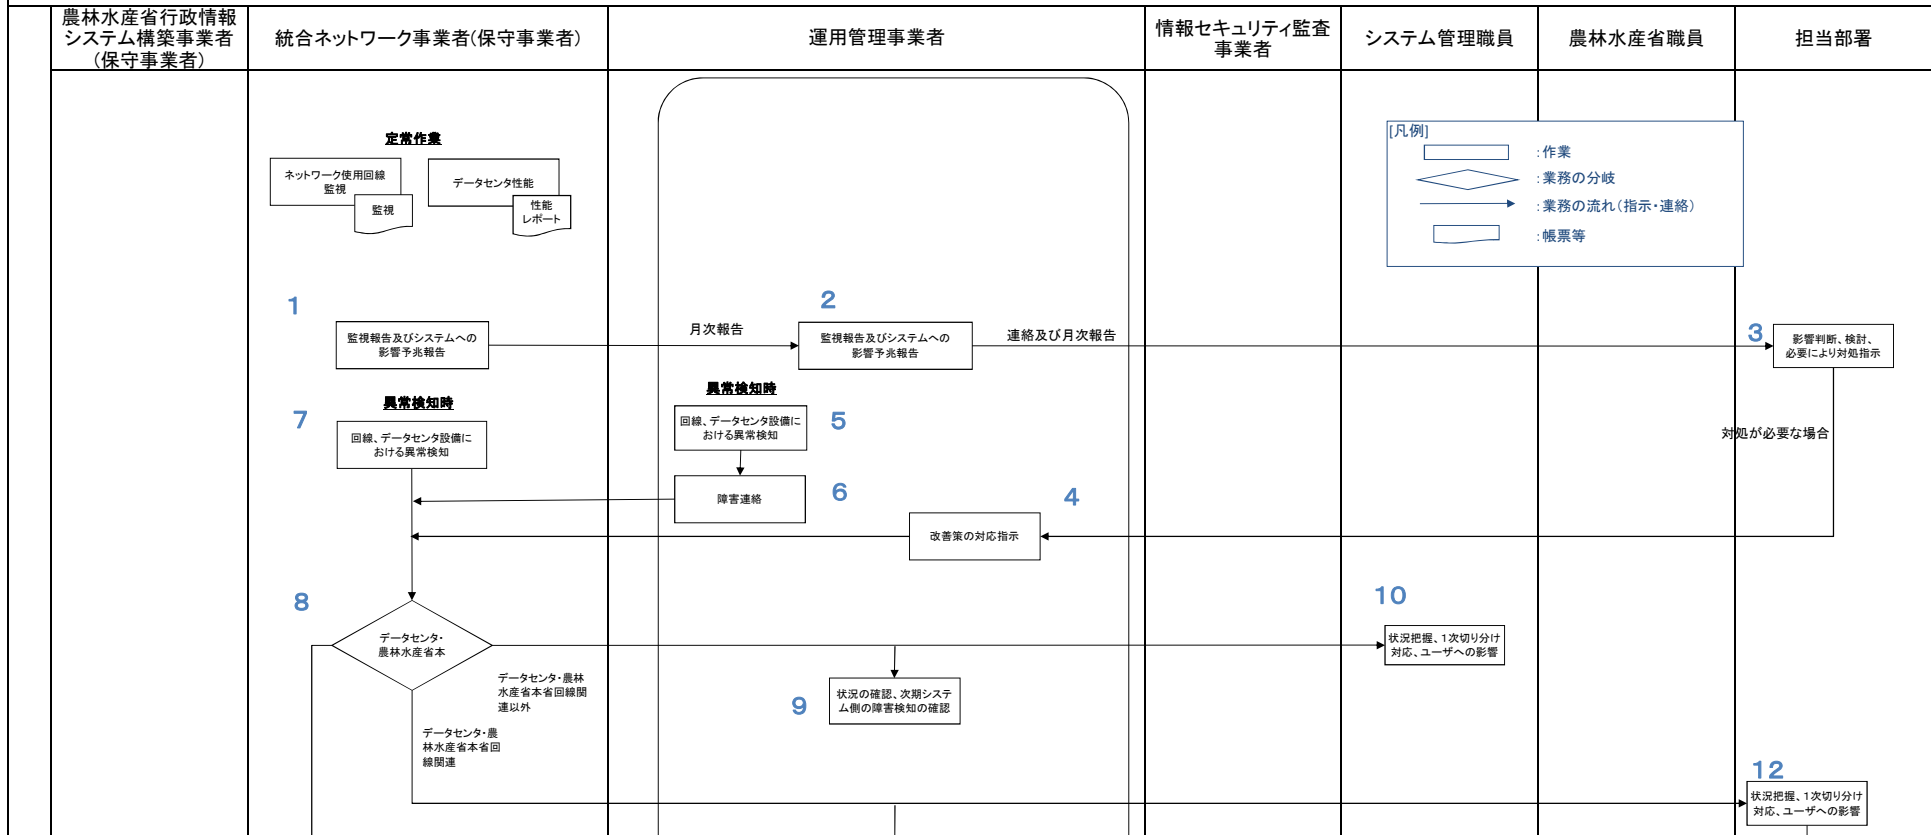 農林水産省行政情報
システム構築事業者
(保守事業者)
統合ネットワーク事業者(保守事業者)
運用管理事業者
情報セキュリティ監査
事業者
システム管理職員
農林水産省職員
担当部署
定常作業
ネットワーク使用回線
監視
監視
データセンタ性能
性能
レポート
[凡例]
:作業
:業務の分岐
:業務の流れ(指示・連絡)
:帳票等
1
監視報告及びシステムへの
影響予兆報告
月次報告
2
監視報告及びシステムへの
影響予兆報告
連絡及び月次報告
3
影響判断、検討、
必要により対処指示
異常検知時
7
回線、データセンタ設備に
おける異常検知
異常検知時
5
回線、データセンタ設備に
おける異常検知
対処が必要な場合
6
障害連絡
4
改善策の対応指示
8
データセンタ・
農林水産省本
10
状況把握、1次切り分け
対応、ユーザへの影響
データセンタ・農林
水産省本省回線関
連以外
9
状況の確認、次期システ
ム側の障害検知の確認
データセンタ・農
林水産省本省回
線関連
12
状況把握、1次切り分け
対応、ユーザへの影響